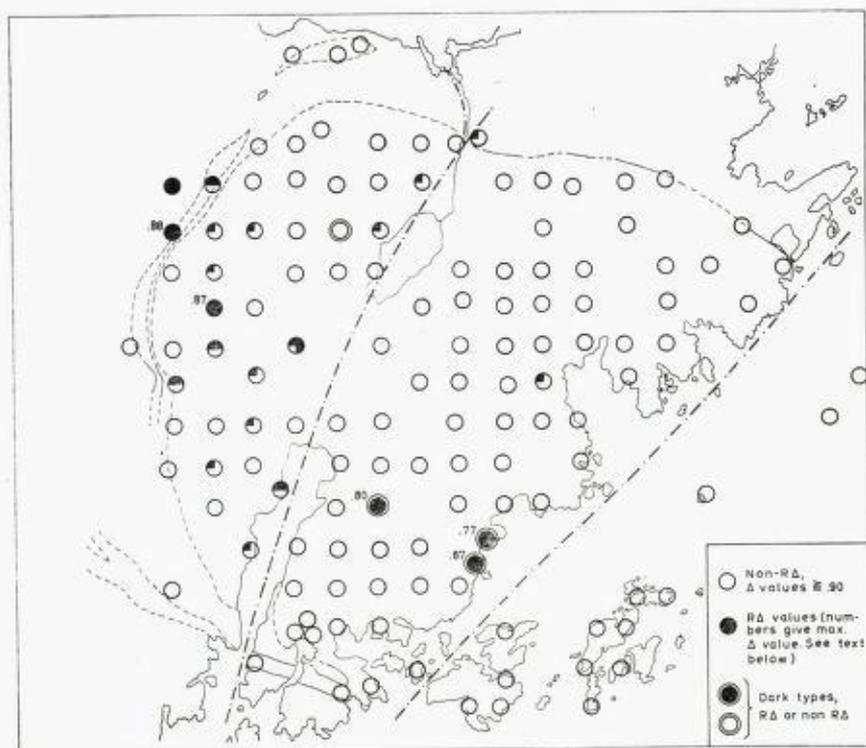 .88
.87
.80
.77
.67
Non-RΔ,
Δ values ≧ .90
RΔ values (num-
bers give max.
Δ value. See text
below)
Dark types,
RΔ or non RΔ